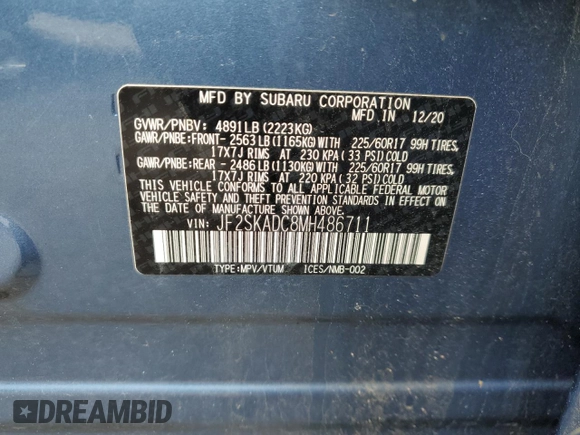 MFD BY SUBARU CORPORATION
MFD IN 12/20
GVWR/PNBV: 4891LB (2223KG)
GAWR/PNBE:FRONT- 2563LB (1165KG) WITH/AVEC 225/60R17 99H TIRES,
17X7J RIMS AT 230 KPA ( 33 PSI) COLD
GAWR/PNBE:REAR - 2486LB (1130KG) WITH/AVEC 225/60R17 99H TIRES,
17X7J RIMS AT 220 KPA ( 32 PSI) COLD
THIS VEHICLE CONFORMS TO ALL APPLICABLE FEDERAL MOTOR
VEHICLE SAFETY AND THEFT PREVENTION STANDARDS IN EFFECT
ON THE DATE OF MANUFACTURE SHOWN ABOVE.
VIN: JF2SKADC8MH486711
TYPE:MPV/VTUM ICES/NMB-002
DREAMBID